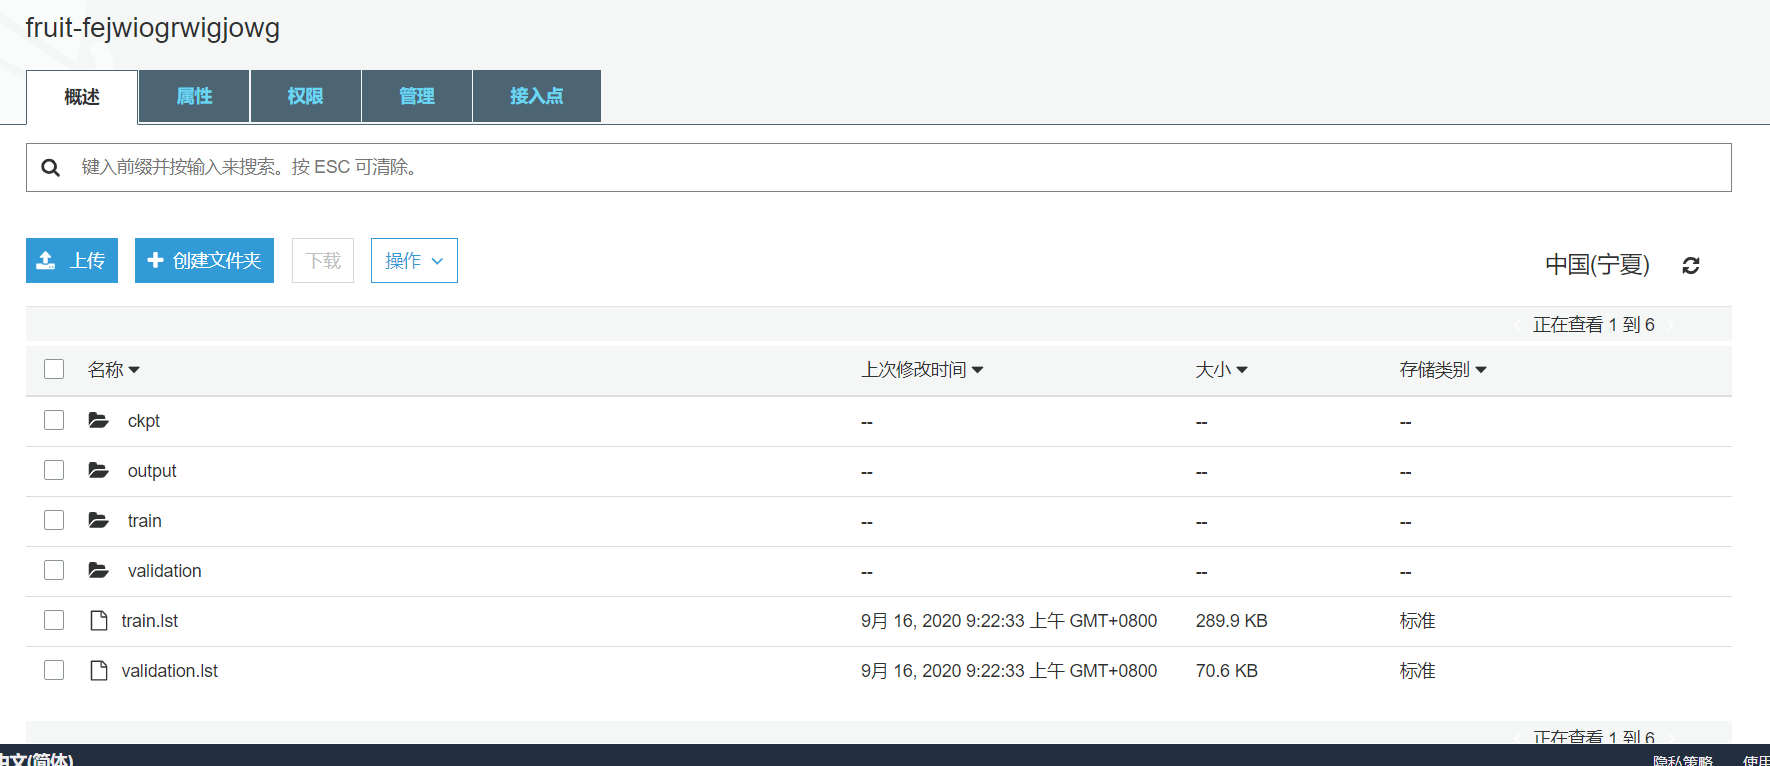 fruit-fejwiogrwigjowg
概述 属性 权限 管理 接入点
键入前缀并按输入来搜索。按 ESC 可清除。
上传 创建文件夹 下载 操作 中国(宁夏)
正在查看 1 到 6
名称 上次修改时间 大小 存储类别
ckpt -- -- --
output -- -- --
train -- -- --
validation -- -- --
train.lst 9月 16, 2020 9:22:33 上午 GMT+0800 289.9 KB 标准
validation.lst 9月 16, 2020 9:22:33 上午 GMT+0800 70.6 KB 标准
正在查看 1 到 6
中文(简体) 隐私策略 使用